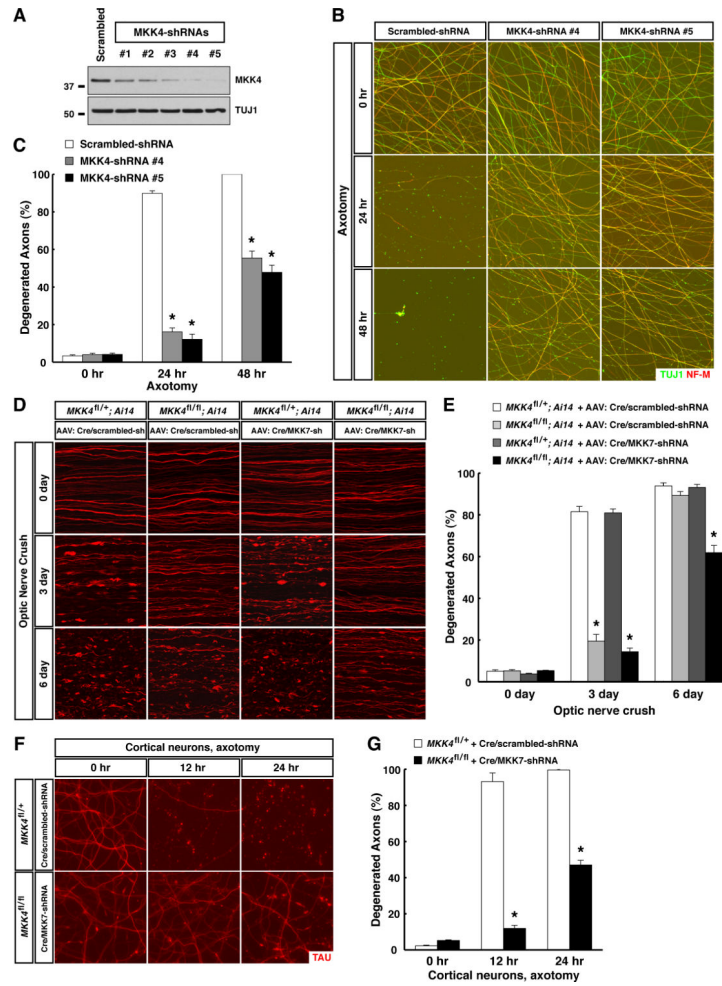 A
Scrambled
MKK4-shRNAs
#1 #2 #3 #4 #5
37
MKK4
50
TUJ1
B
Scrambled-shRNA
MKK4-shRNA #4
MKK4-shRNA #5
Axotomy
0 hr
24 hr
48 hr
TUJ1 NF-M
C
Scrambled-shRNA
MKK4-shRNA #4
MKK4-shRNA #5
Degenerated Axons (%)
100
80
60
40
20
0
* *
* *
0 hr 24 hr 48 hr
Axotomy
D
MKK4fl/+; Ai14 MKK4fl/fl; Ai14 MKK4fl/+; Ai14 MKK4fl/fl; Ai14
AAV: Cre/scrambled-sh AAV: Cre/scrambled-sh AAV: Cre/MKK7-sh AAV: Cre/MKK7-sh
Optic Nerve Crush
0 day
3 day
6 day
E
MKK4fl/+; Ai14 + AAV: Cre/scrambled-shRNA
MKK4fl/fl; Ai14 + AAV: Cre/scrambled-shRNA
MKK4fl/+; Ai14 + AAV: Cre/MKK7-shRNA
MKK4fl/fl; Ai14 + AAV: Cre/MKK7-shRNA
Degenerated Axons (%)
100
80
60
40
20
0
* *
*
0 day 3 day 6 day
Optic nerve crush
F
Cortical neurons, axotomy
0 hr 12 hr 24 hr
MKK4fl/+
Cre/scrambled-shRNA
MKK4fl/fl
Cre/MKK7-shRNA
TAU
G
MKK4fl/+ + Cre/scrambled-shRNA
MKK4fl/fl + Cre/MKK7-shRNA
Degenerated Axons (%)
100
80
60
40
20
0
*
*
0 hr 12 hr 24 hr
Cortical neurons, axotomy